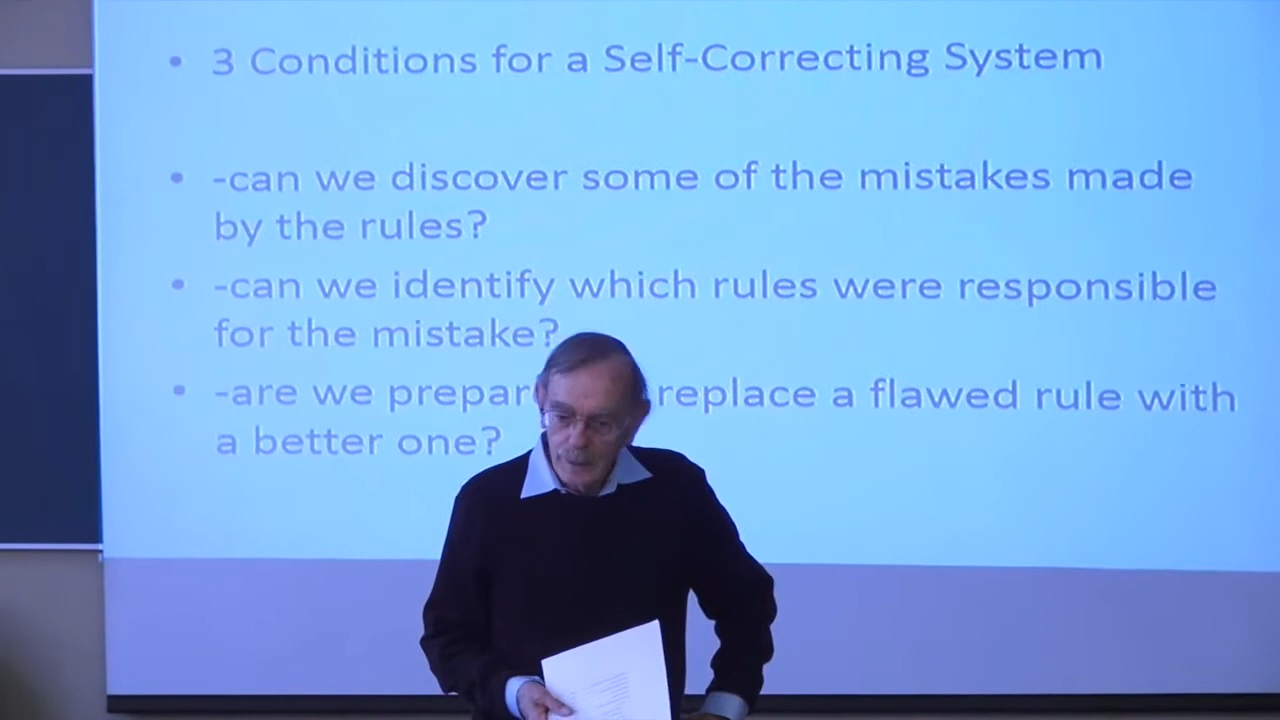 • 3 Conditions for a Self-Correcting System
• -can we discover some of the mistakes made
by the rules?
• -can we identify which rules were responsible
for the mistake?
• -are we replace a flawed rule with
a better one?